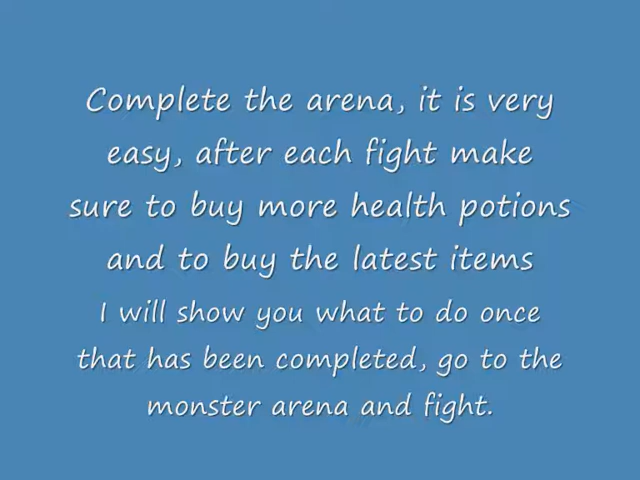 Complete the arena, it is very
easy, after each fight make
sure to buy more health potions
and to buy the latest items
I will show you what to do once
that has been completed, go to the
monster arena and fight.